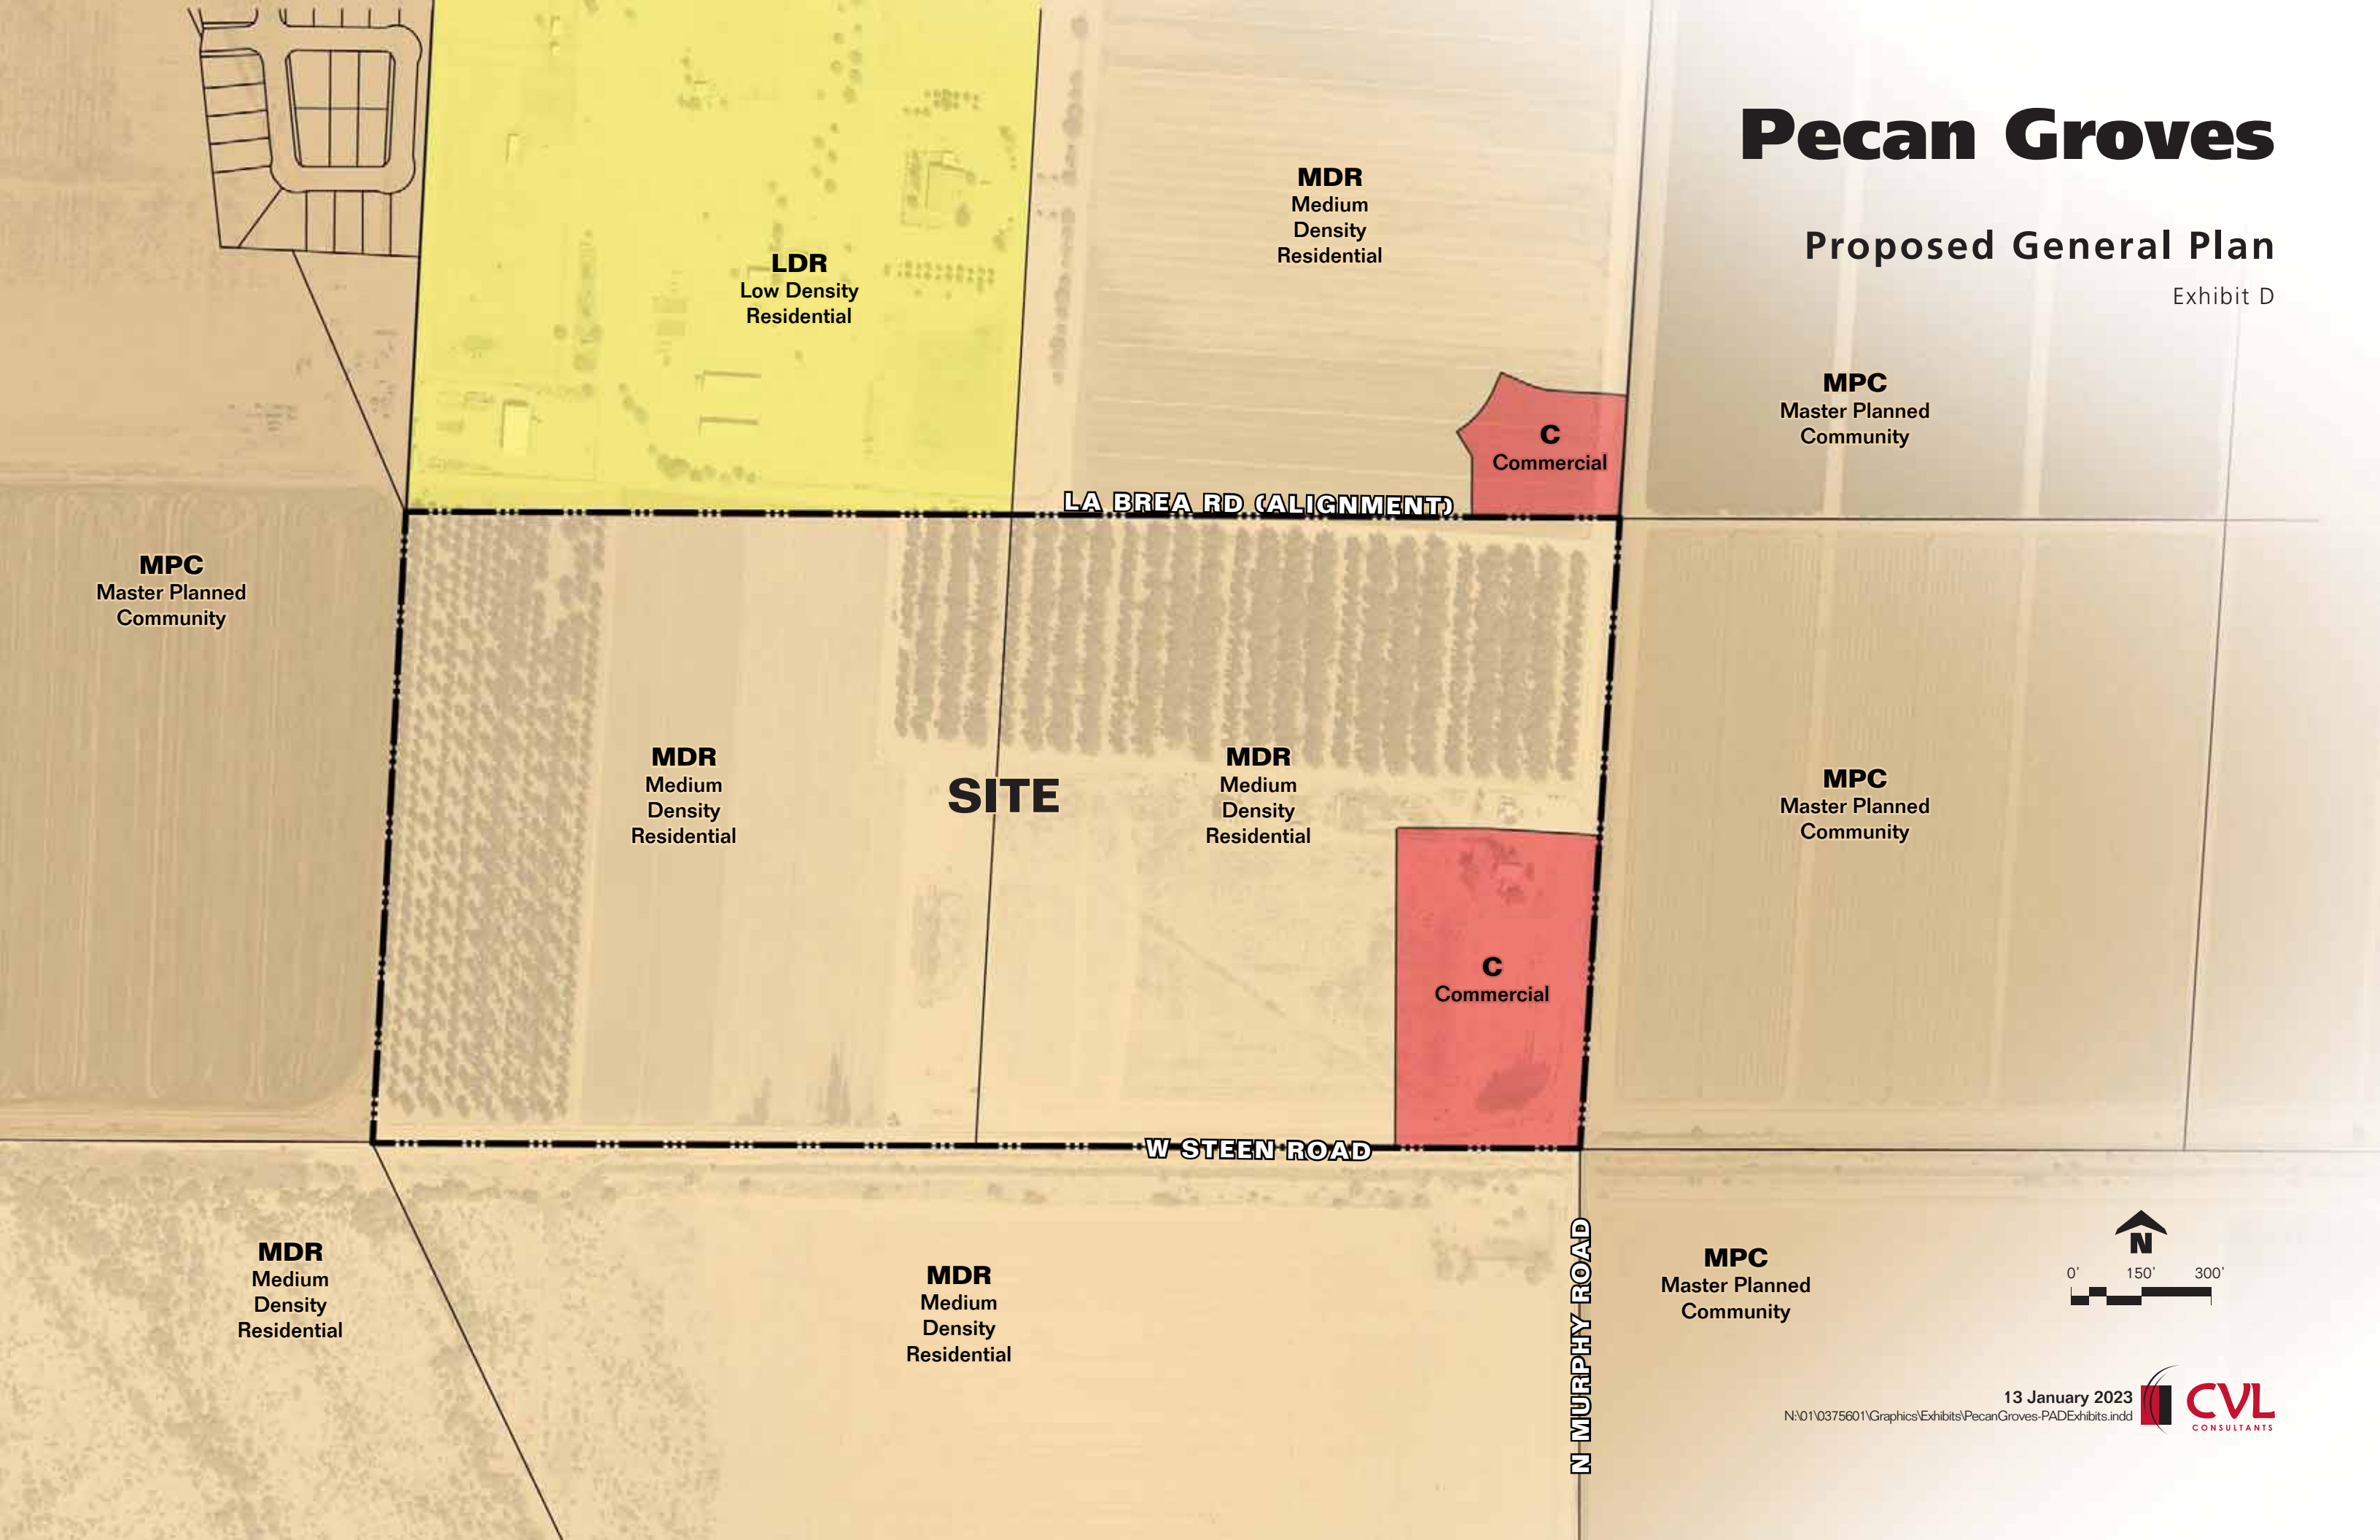 Pecan Groves
Proposed General Plan
Exhibit D
MDR
Medium
Density
Residential
LDR
Low Density
Residential
MPC
Master Planned
Community
C
Commercial
LA BREA RD (ALIGNMENT)
MPC
Master Planned
Community
MDR
Medium
Density
Residential
SITE
MDR
Medium
Density
Residential
MPC
Master Planned
Community
C
Commercial
W STEEN ROAD
MDR
Medium
Density
Residential
MDR
Medium
Density
Residential
N MURPHY ROAD
MPC
Master Planned
Community
N
0' 150' 300'
13 January 2023
N:\01\0375601\Graphics\Exhibits\PecanGroves-PADExhibits.indd
CVL
CONSULTANTS